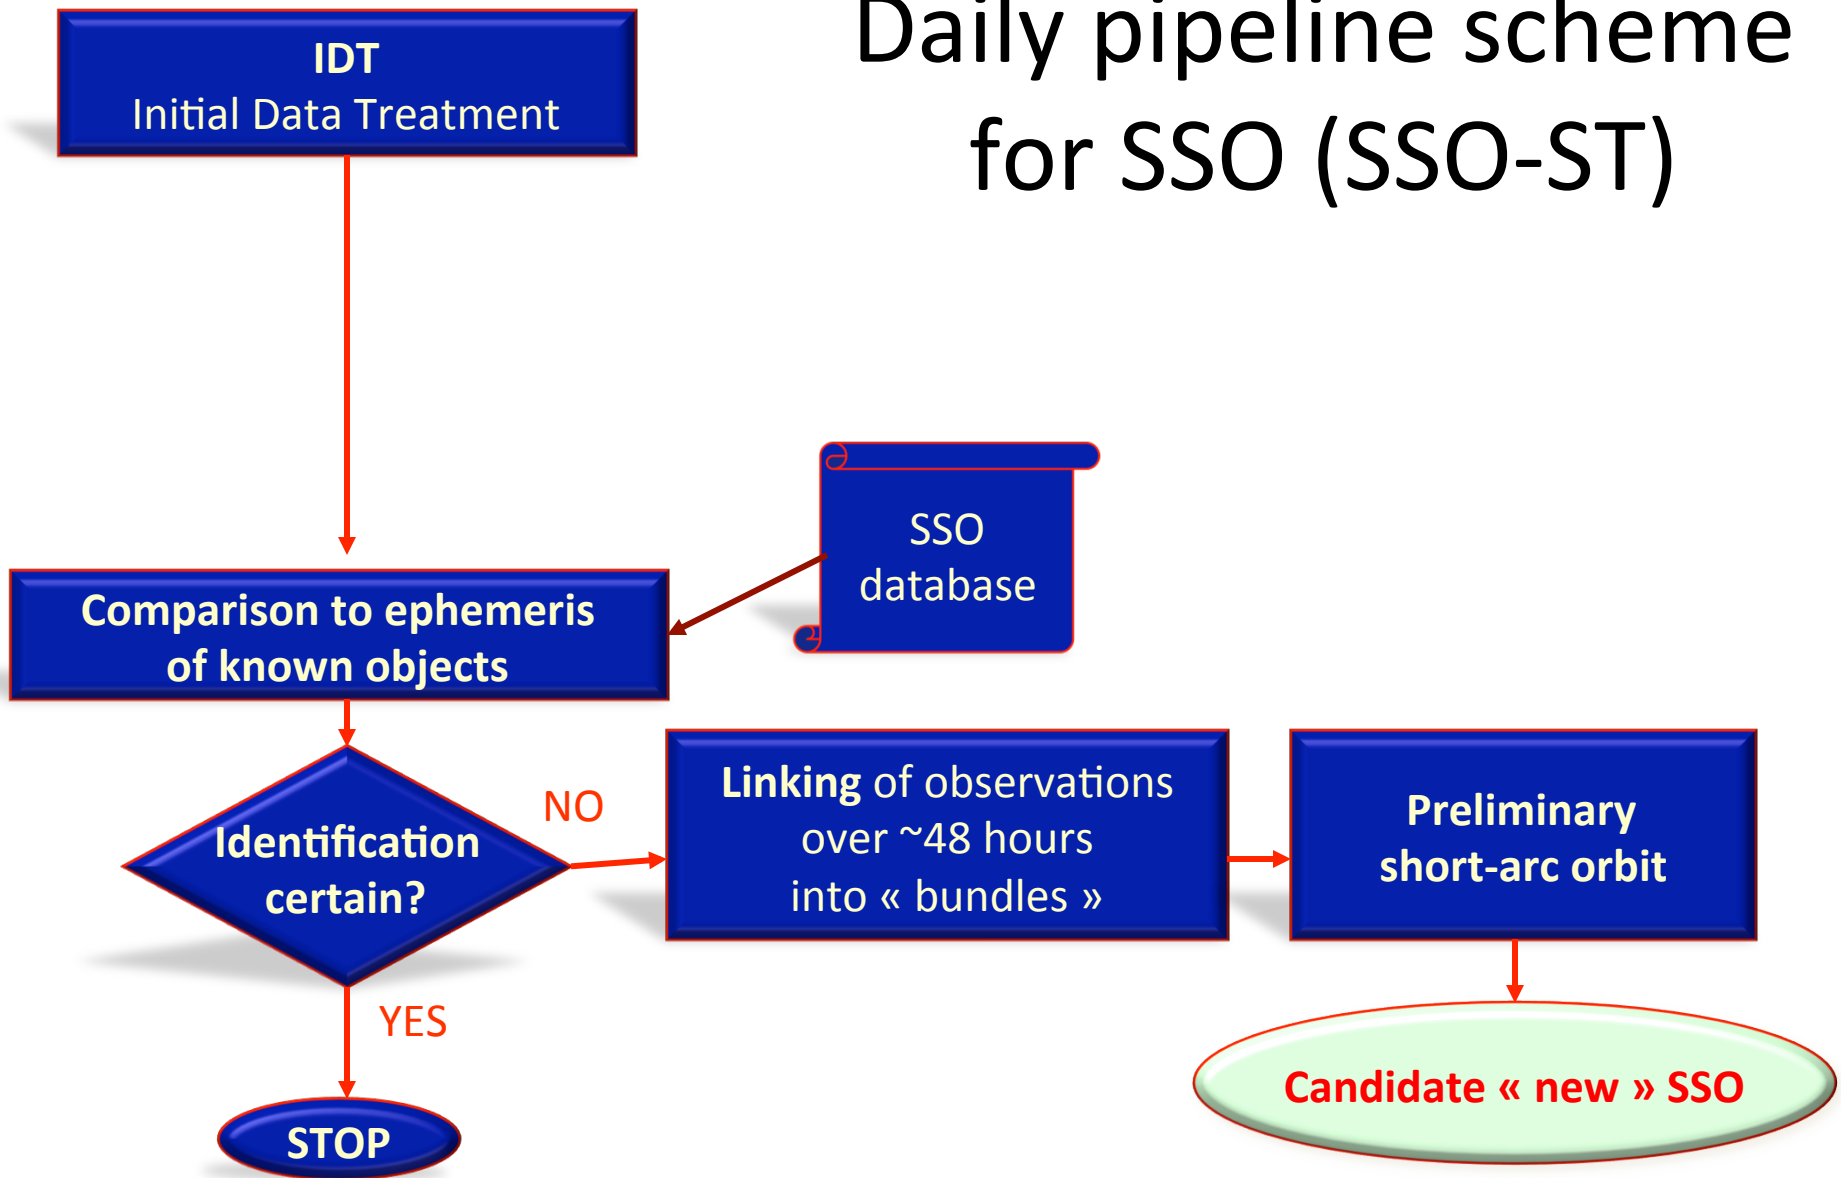 Daily pipeline scheme
for SSO (SSO-ST)
IDT
Initial Data Treatment
SSO
database
Comparison to ephemeris
of known objects
Identification
certain?
NO
YES
STOP
Linking of observations
over ~48 hours
into « bundles »
Preliminary
short-arc orbit
Candidate « new » SSO